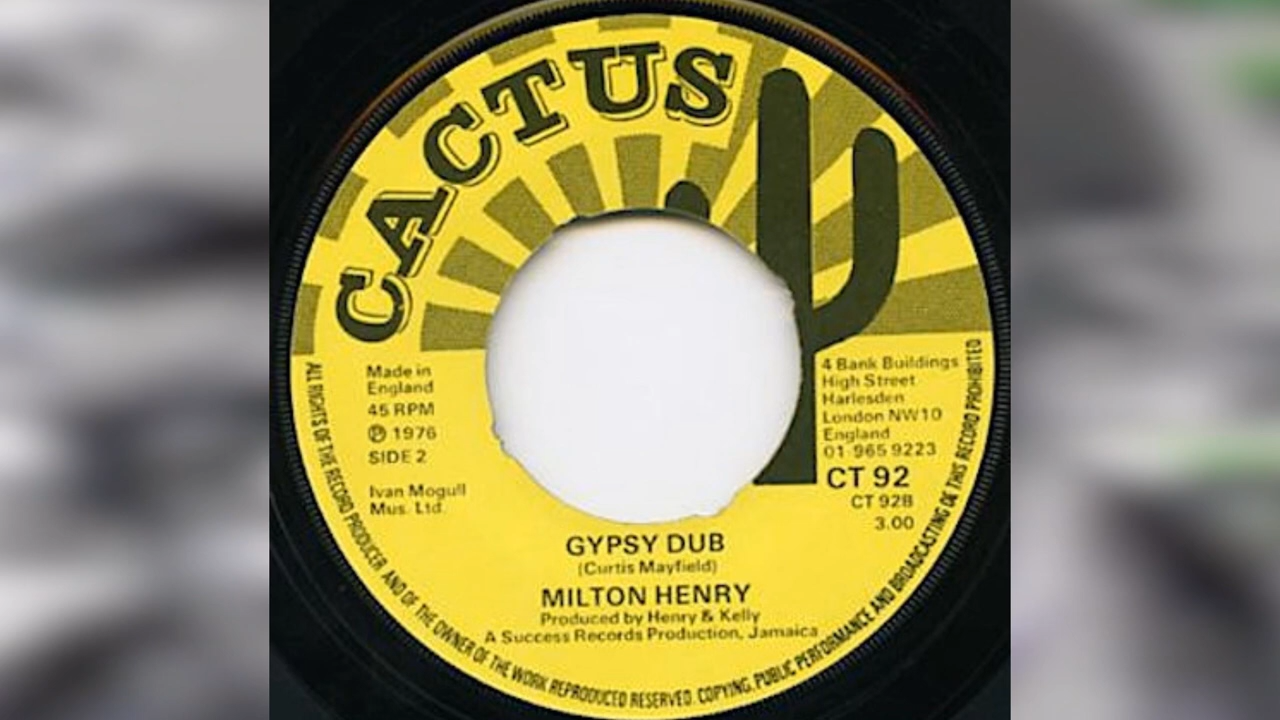 CACTUS
Made in
England
45 RPM
℗ 1976
SIDE 2
Ivan Mogull
Mus. Ltd.
4 Bank Buildings
High Street
Harlesden
London NW10
England
01-965 9223
CT 92
CT 92B
3.00
GYPSY DUB
(Curtis Mayfield)
MILTON HENRY
Produced by Henry & Kelly
A Success Records Production, Jamaica
ALL RIGHTS OF THE RECORD PRODUCER AND OF THE OWNER OF THE WORK REPRODUCED RESERVED. COPYING, PUBLIC PERFORMANCE AND BROADCASTING OF THIS RECORD PROHIBITED